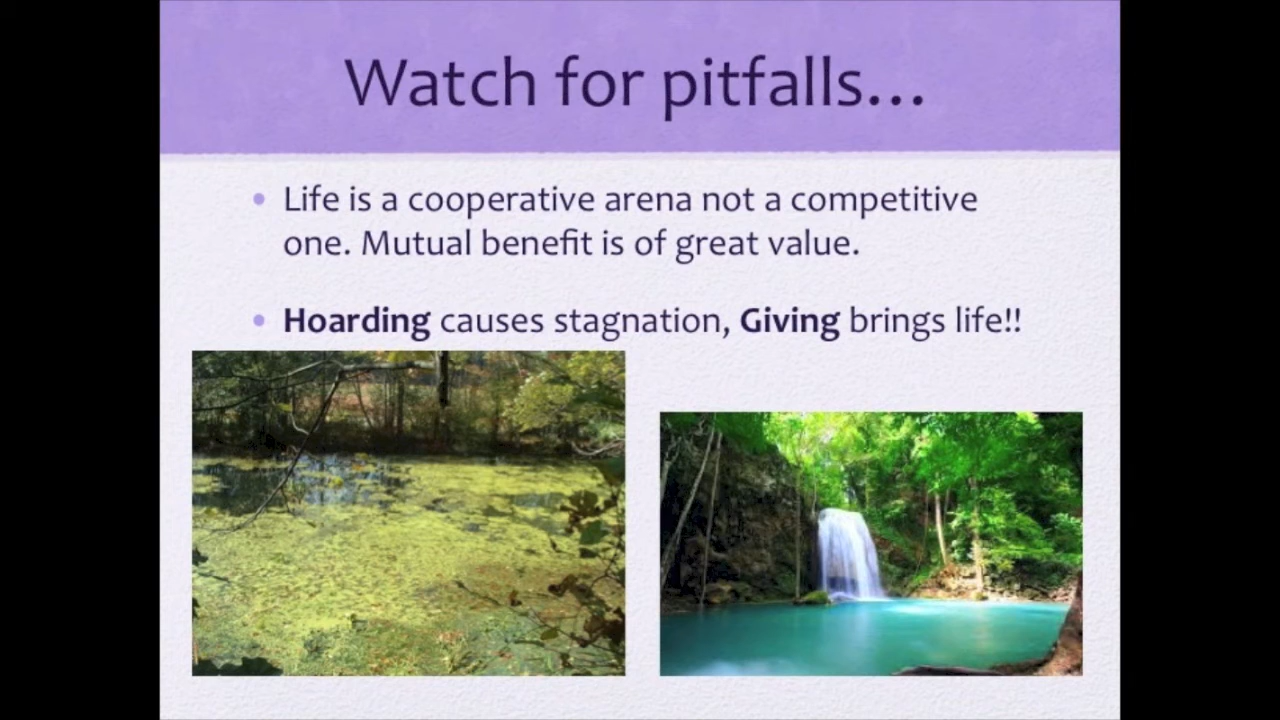 Watch for pitfalls...
• Life is a cooperative arena not a competitive
one. Mutual benefit is of great value.
• Hoarding causes stagnation, Giving brings life!!